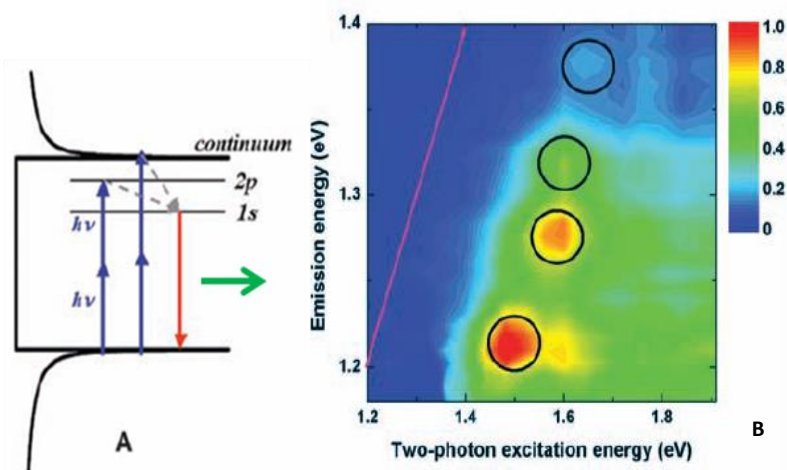 continuum
2p
1s
hν
hν
A
Emission energy (eV)
1.4
1.3
1.2
1.2
1.4
1.6
1.8
Two-photon excitation energy (eV)
1.0
0.8
0.6
0.4
0.2
0
B